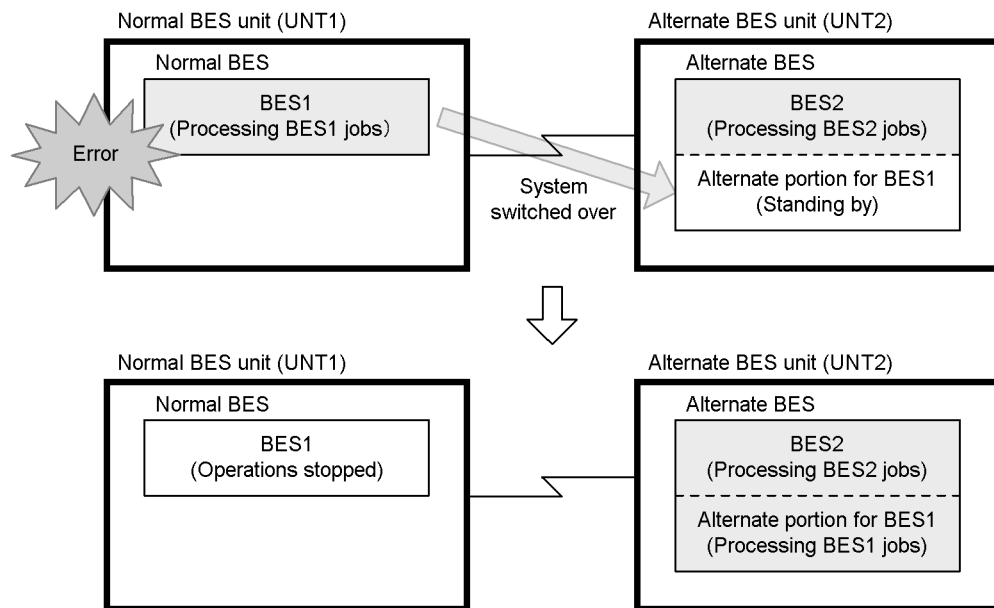 Normal BES unit (UNT1)
Alternate BES unit (UNT2)
Normal BES
BES1
(Processing BES1 jobs)
Error
System
switched over
Alternate BES
BES2
(Processing BES2 jobs)
Alternate portion for BES1
(Standing by)
Normal BES unit (UNT1)
Alternate BES unit (UNT2)
Normal BES
BES1
(Operations stopped)
Alternate BES
BES2
(Processing BES2 jobs)
Alternate portion for BES1
(Processing BES1 jobs)